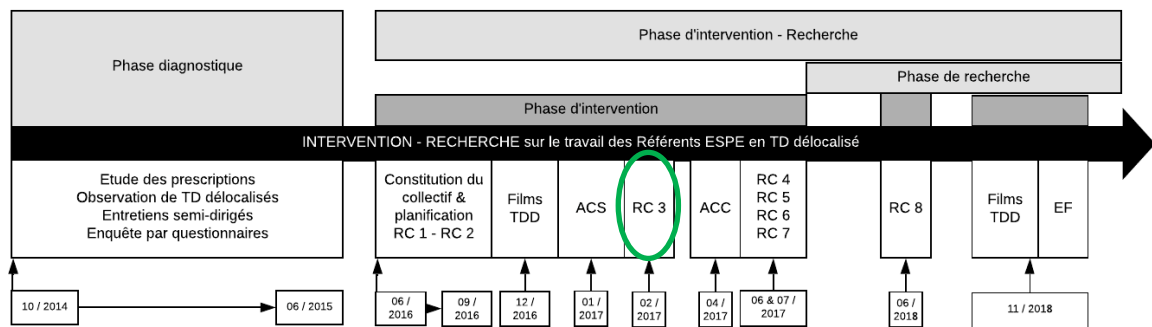 Phase diagnostique
Phase d'intervention - Recherche
Phase de recherche
Phase d'intervention
INTERVENTION - RECHERCHE sur le travail des Référents ESPE en TD délocalisé
Etude des prescriptions
Observation de TD délocalisés
Entretiens semi-dirigés
Enquête par questionnaires
Constitution du
collectif &
planification
RC 1 - RC 2
Films
TDD
ACS
RC 3
ACC
RC 4
RC 5
RC 6
RC 7
RC 8
Films
TDD
EF
10 / 2014
06 / 2015
06 /
2016
09 /
2016
12 /
2016
01 /
2017
02 /
2017
04 /
2017
06 & 07 /
2017
06 /
2018
11 / 2018